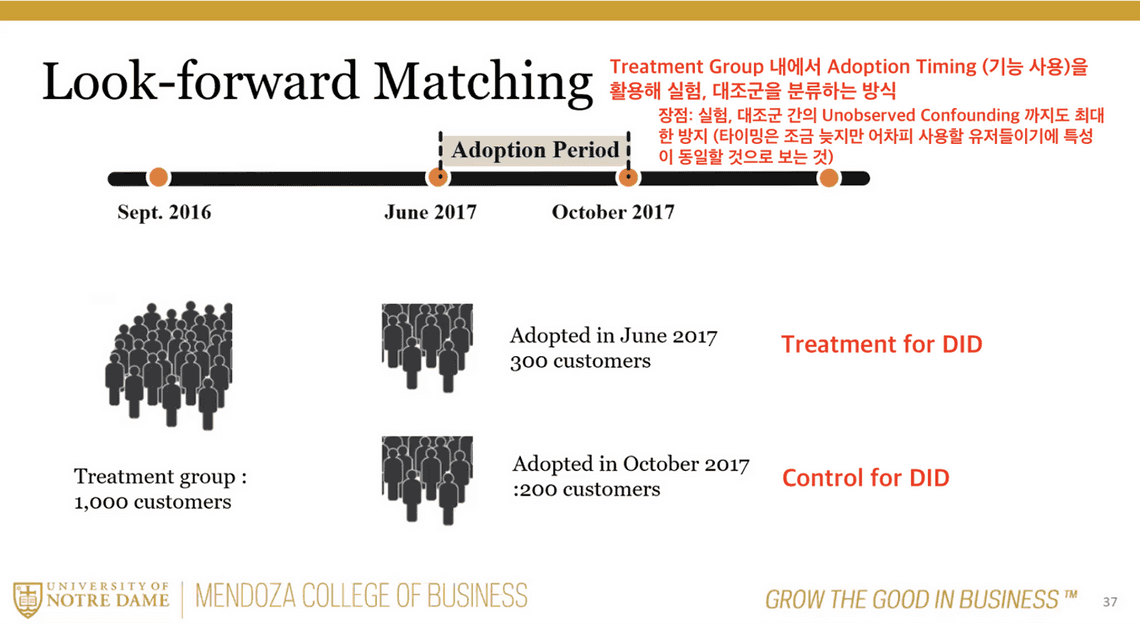 Look-forward Matching
Treatment Group 내에서 Adoption Timing (기능 사용)을
활용해 실험, 대조군을 분류하는 방식
장점: 실험, 대조군 간의 Unobserved Confounding 까지도 최대
한 방지 (타이밍은 조금 늦지만 어차피 사용할 유저들이기에 특성
이 동일할 것으로 보는 것)
Adoption Period
Sept. 2016
June 2017
October 2017
Adopted in June 2017
300 customers
Treatment for DID
Treatment group :
1,000 customers
Adopted in October 2017
:200 customers
Control for DID
UNIVERSITY OF
NOTRE DAME
MENDOZA COLLEGE OF BUSINESS
GROW THE GOOD IN BUSINESS ™
37